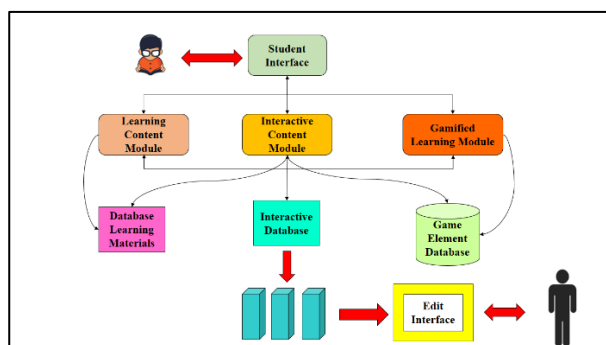 Student
Interface
Learning
Content
Module
Interactive
Content
Module
Gamified
Learning Module
Database
Learning
Materials
Interactive
Database
Game
Element
Database
Edit
Interface